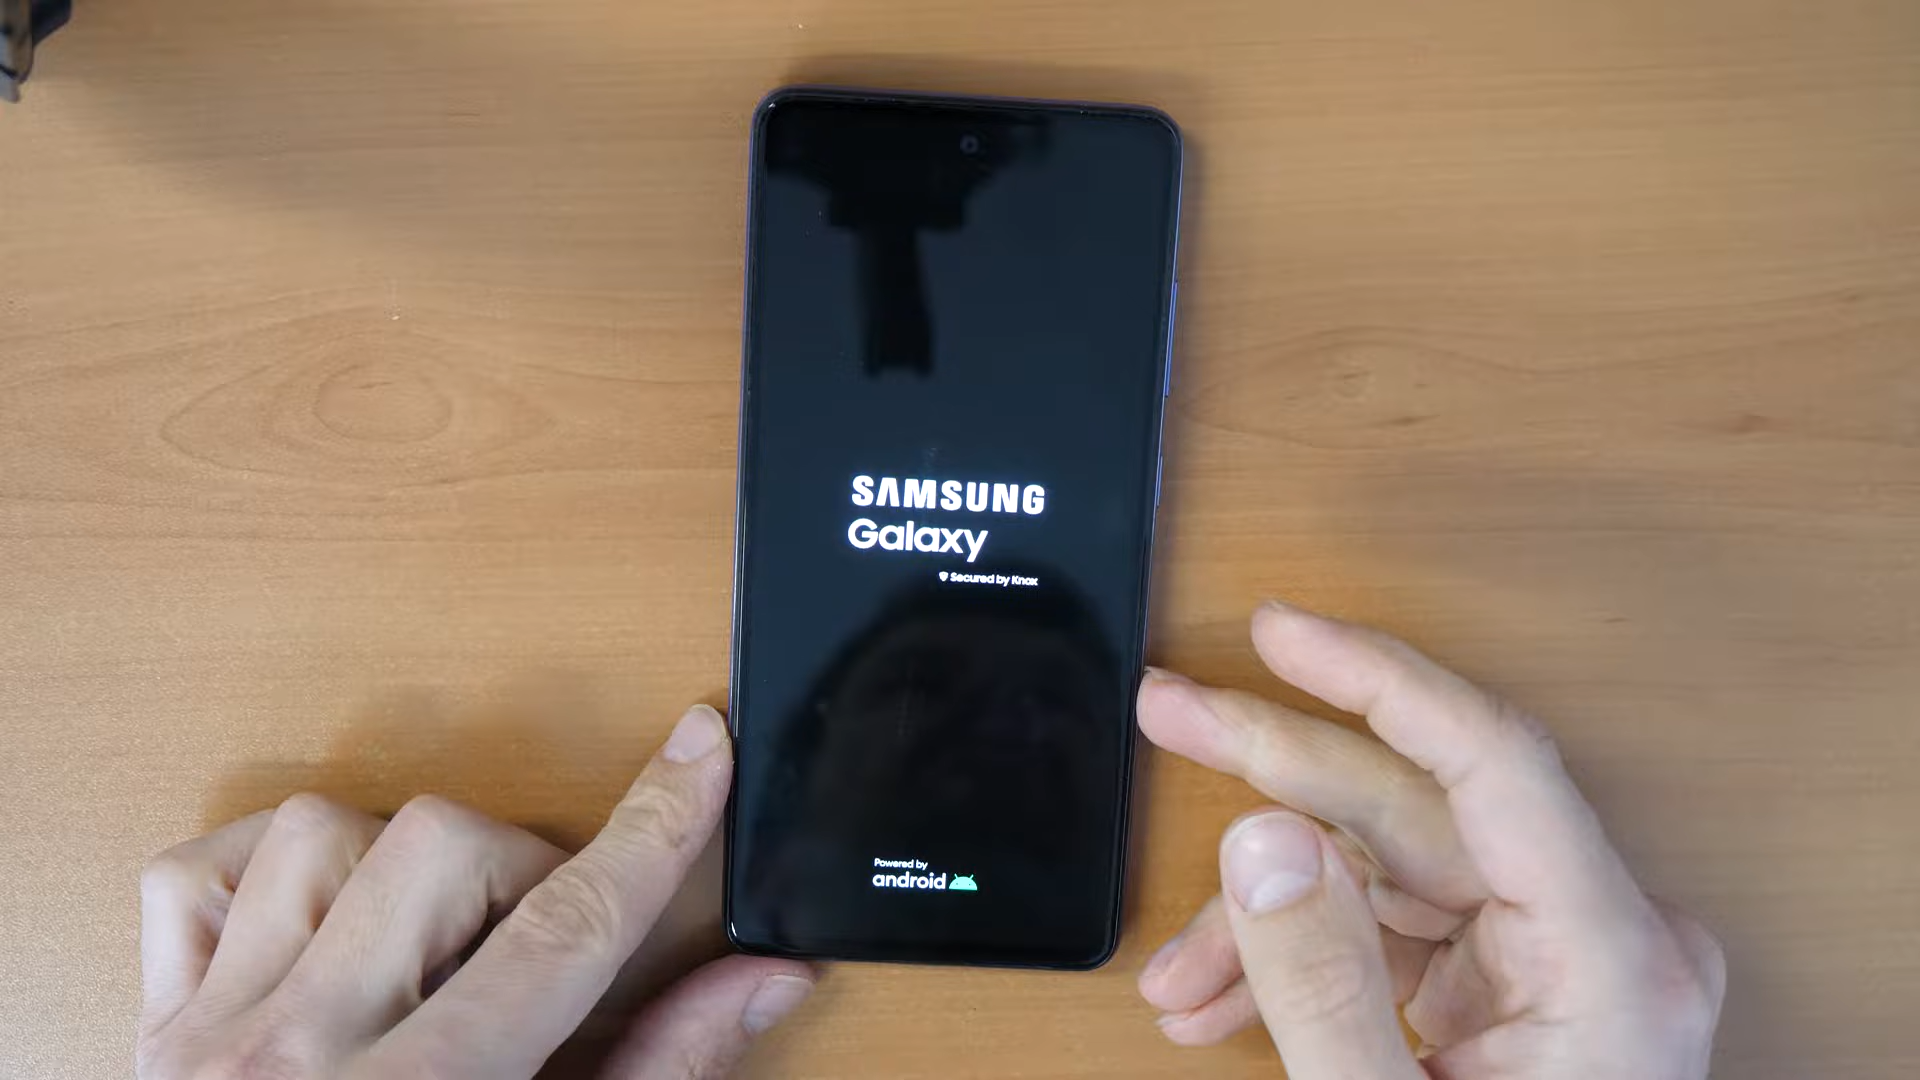 SAMSUNG
Galaxy
Secured by Knox
Powered by
android